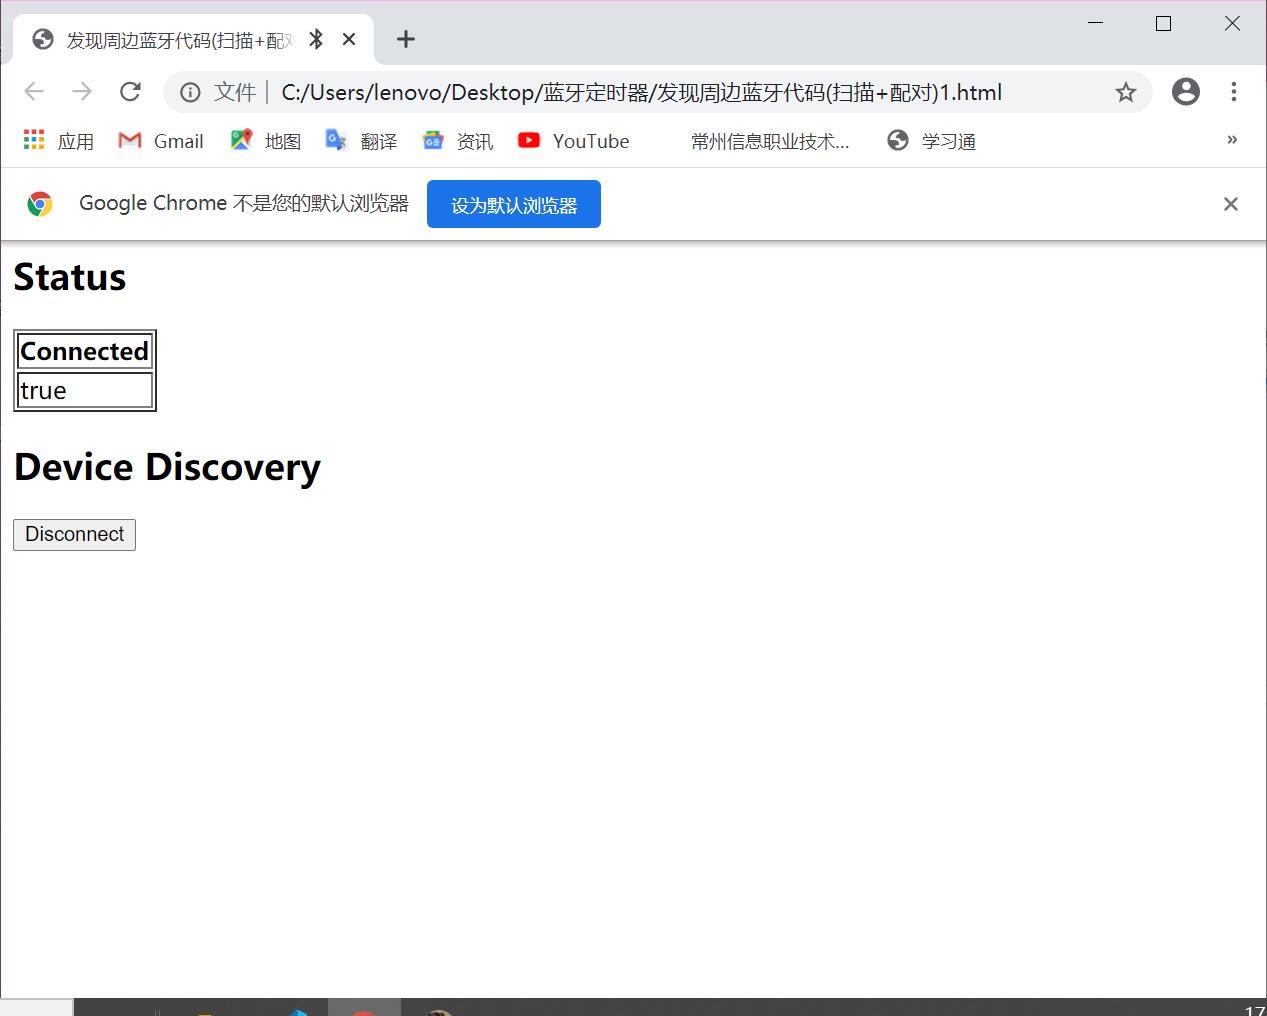 发现周边蓝牙代码(扫描+配
文件 C:/Users/lenovo/Desktop/蓝牙定时器/发现周边蓝牙代码(扫描+配对)1.html
应用 Gmail 地图 翻译 资讯 YouTube 常州信息职业技术... 学习通 »
Google Chrome 不是您的默认浏览器 设为默认浏览器
Status
Connected
true
Device Discovery
Disconnect